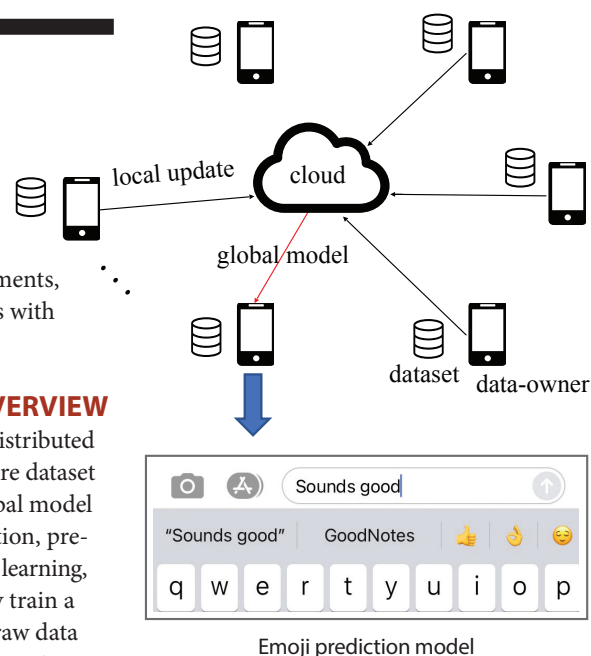 local update
cloud
global model
dataset
data-owner
ments,
s with
VERVIEW
istributed
re dataset
bal model
tion, pre-
learning,
y train a
raw data
Sounds good
“Sounds good”
GoodNotes
q w e r t y u i o p
Emoji prediction model